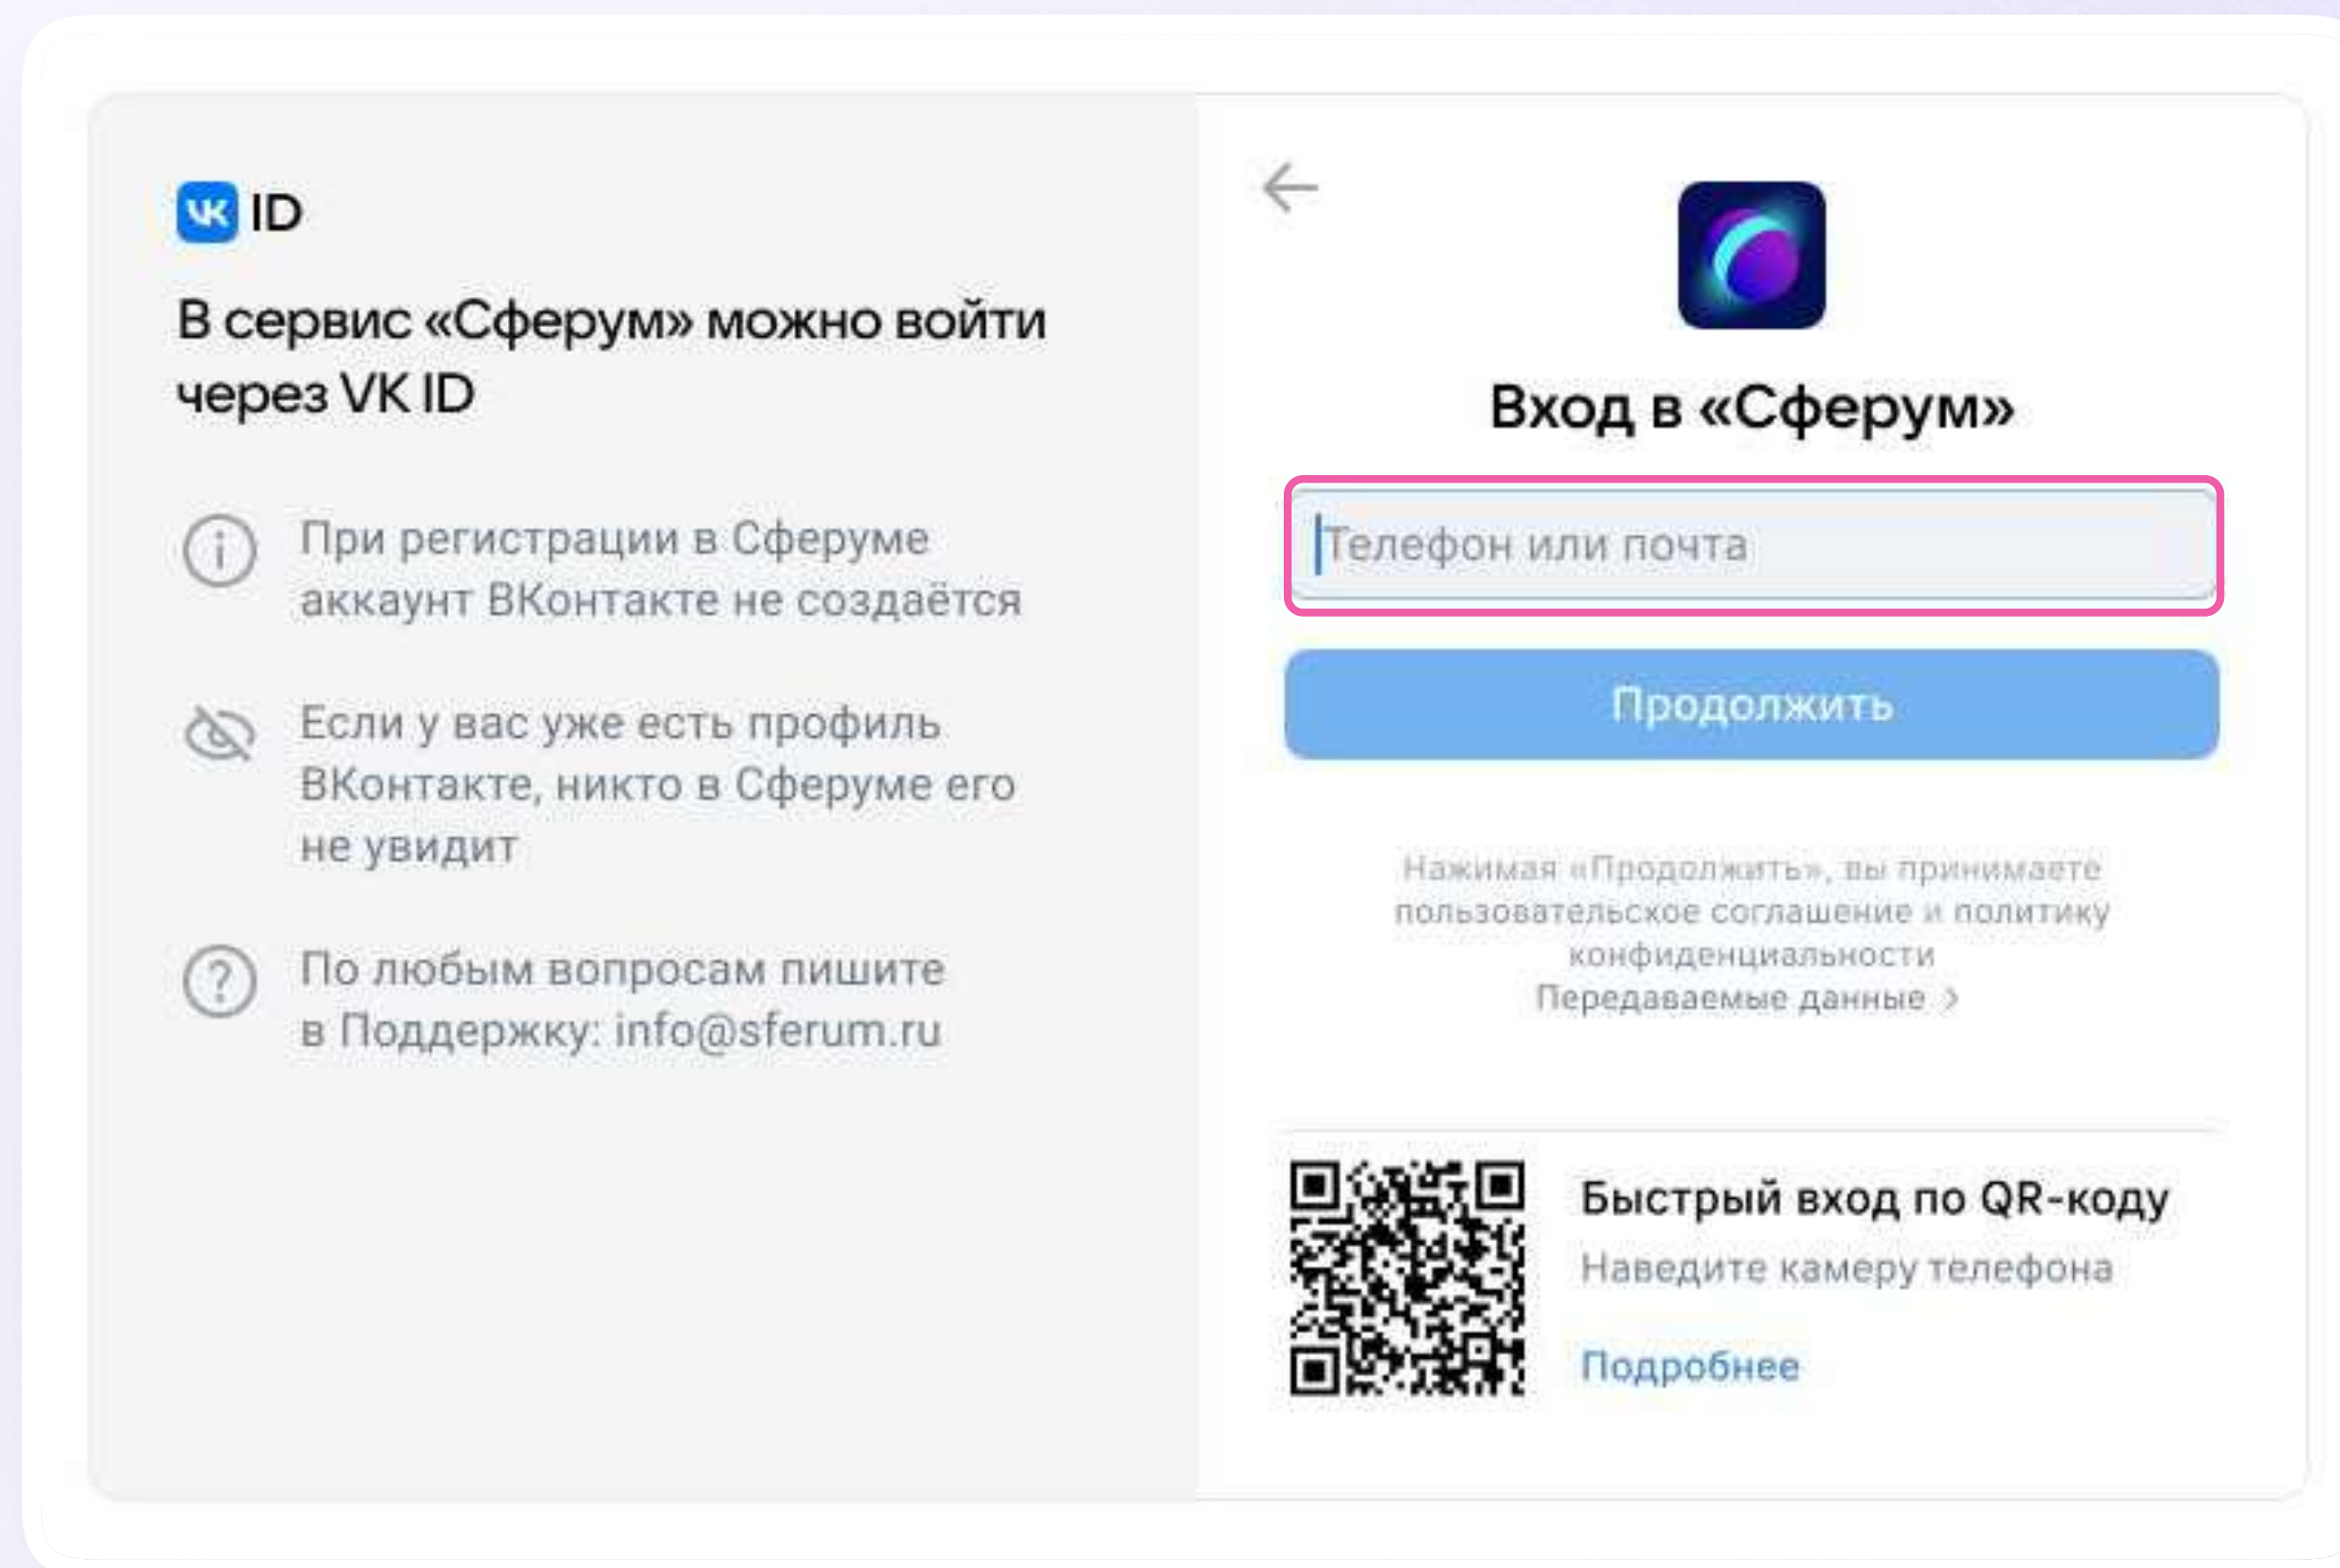 VK ID
В сервис «Сферум» можно войти
через VK ID
При регистрации в Сферуме
аккаунт ВКонтакте не создаётся
Если у вас уже есть профиль
ВКонтакте, никто в Сферуме его
не увидит
По любым вопросам пишите
в Поддержку: info@sferum.ru
Вход в «Сферум»
Телефон или почта
Продолжить
Нажимая «Продолжить», вы принимаете
пользовательское соглашение и политику
конфиденциальности
Передаваемые данные >
Быстрый вход по QR-коду
Наведите камеру телефона
Подробнее